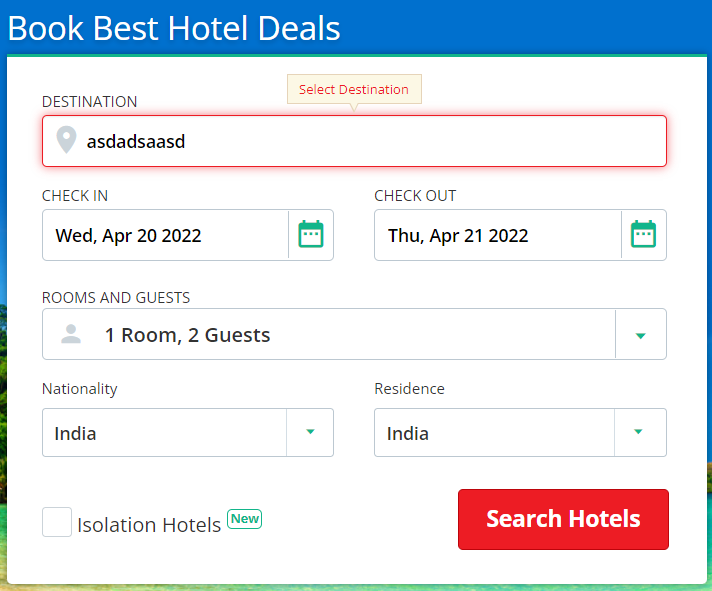 Book Best Hotel Deals
Select Destination
DESTINATION
asdadsaasd
CHECK IN
CHECK OUT
Wed, Apr 20 2022
Thu, Apr 21 2022
ROOMS AND GUESTS
1 Room, 2 Guests
Nationality
Residence
India
India
Isolation Hotels New
Search Hotels